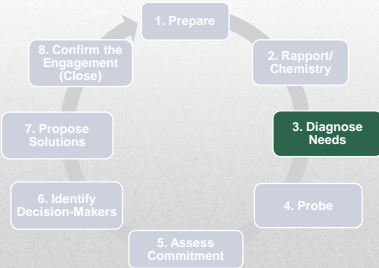 1. Prepare
2. Rapport/
Chemistry
3. Diagnose
Needs
4. Probe
5. Assess
Commitment
6. Identify
Decision-Makers
7. Propose
Solutions
8. Confirm the
Engagement
(Close)